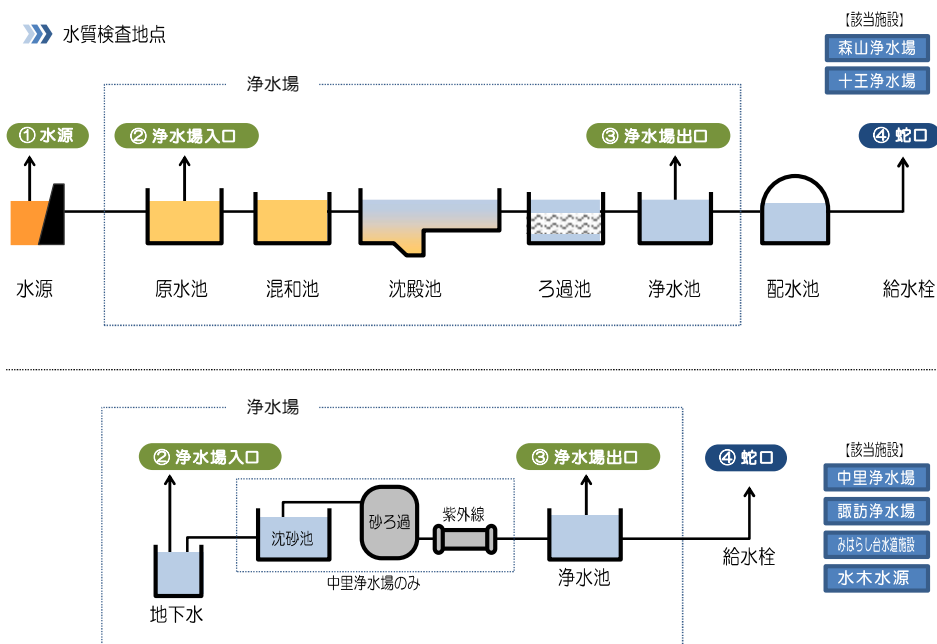 水質検査地点
【該当施設】
森山浄水場
十王浄水場
浄水場
① 水源
② 浄水場入口
③ 浄水場出口
④ 蛇口
水源
原水池
混和池
沈殿池
ろ過池
浄水池
配水池
給水栓
浄水場
② 浄水場入口
③ 浄水場出口
④ 蛇口
【該当施設】
中里浄水場
諏訪浄水場
みはらし台水道施設
水木水源
沈砂池
砂ろ過
紫外線
中里浄水場のみ
地下水
浄水池
給水栓